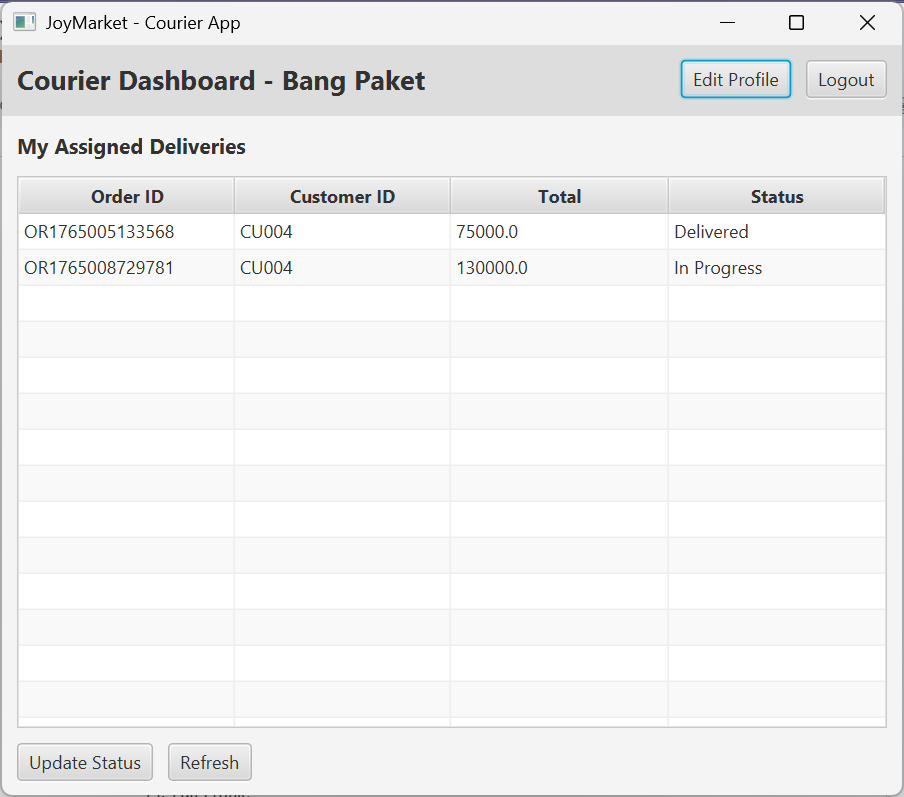 JoyMarket - Courier App
Courier Dashboard - Bang Paket Edit Profile Logout
My Assigned Deliveries
Order ID Customer ID Total Status
OR1765005133568 CU004 75000.0 Delivered
OR1765008729781 CU004 130000.0 In Progress
Update Status Refresh